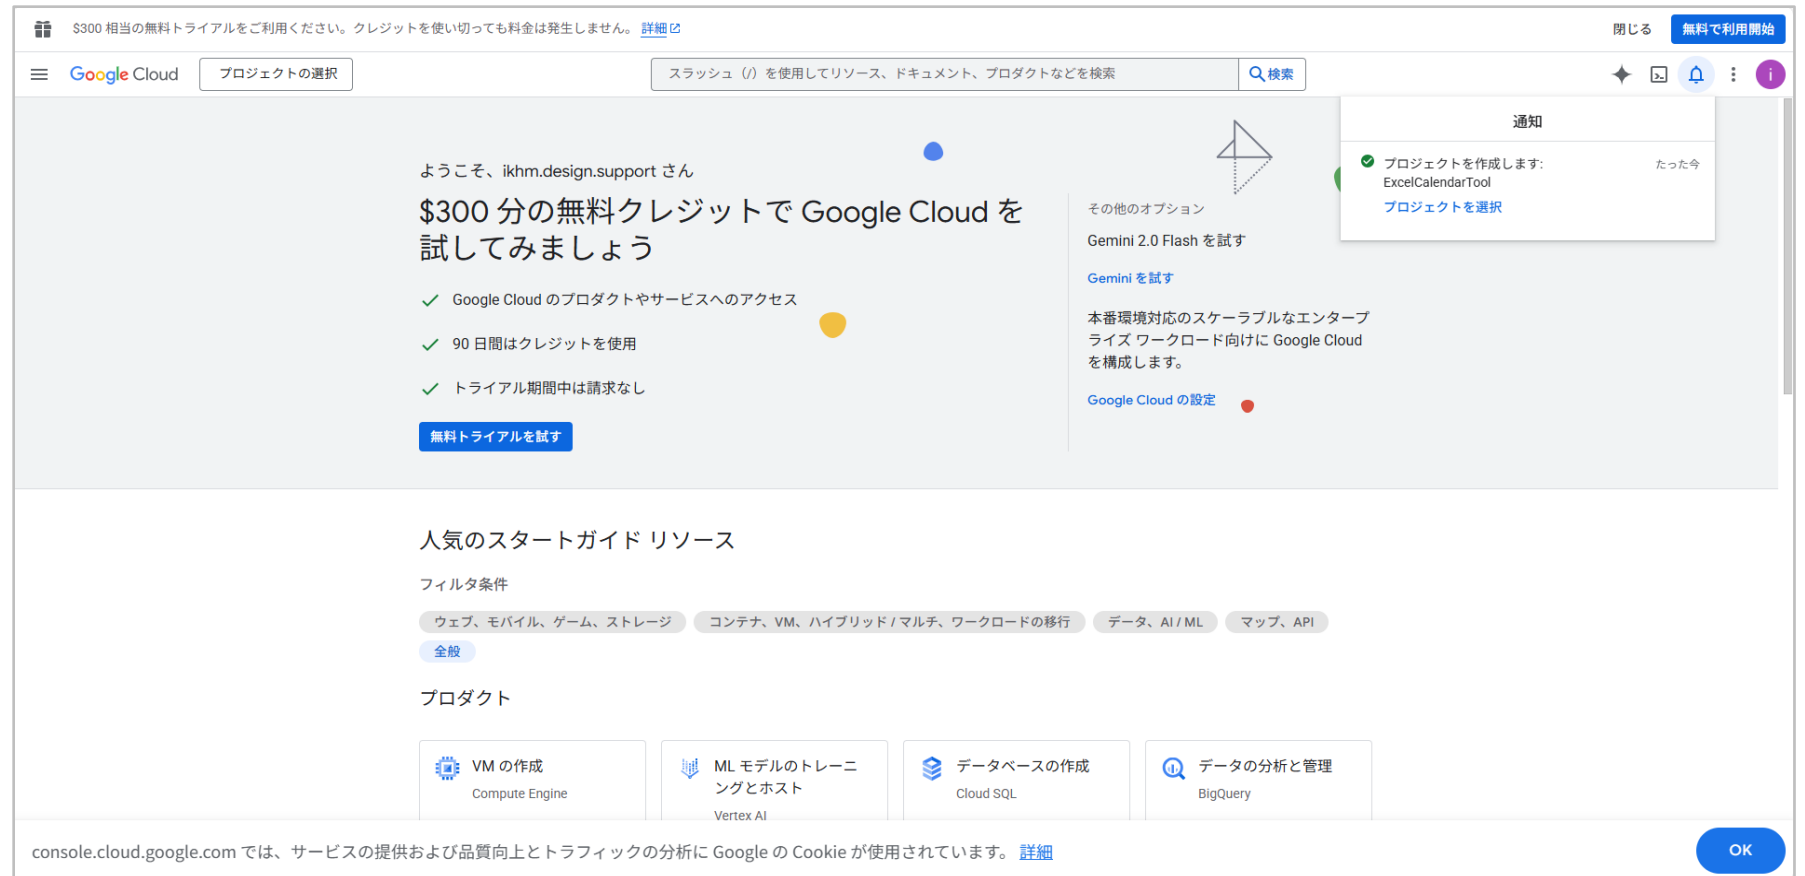 $300 相当の無料トライアルをご利用ください。クレジットを使い切っても料金は発生しません。 詳細
閉じる
無料で利用開始
Google Cloud
プロジェクトの選択
スラッシュ（/）を使用してリソース、ドキュメント、プロダクトなどを検索
検索
i
通知
プロジェクトを作成します:
ExcelCalendarTool
たった今
プロジェクトを選択
ようこそ、ikhm.design.support さん
$300 分の無料クレジットで Google Cloud を
試してみましょう
Google Cloud のプロダクトやサービスへのアクセス
90 日間はクレジットを使用
トライアル期間中は請求なし
無料トライアルを試す
その他のオプション
Gemini 2.0 Flash を試す
Gemini を試す
本番環境対応のスケーラブルなエンタープ
ライズ ワークロード向けに Google Cloud
を構成します。
Google Cloud の設定
人気のスタートガイド リソース
フィルタ条件
ウェブ、モバイル、ゲーム、ストレージ
コンテナ、VM、ハイブリッド / マルチ、ワークロードの移行
データ、AI / ML
マップ、API
全般
プロダクト
VM の作成
Compute Engine
ML モデルのトレーニ
ングとホスト
Vertex AI
データベースの作成
Cloud SQL
データの分析と管理
BigQuery
console.cloud.google.com では、サービスの提供および品質向上とトラフィックの分析に Google の Cookie が使用されています。 詳細
OK